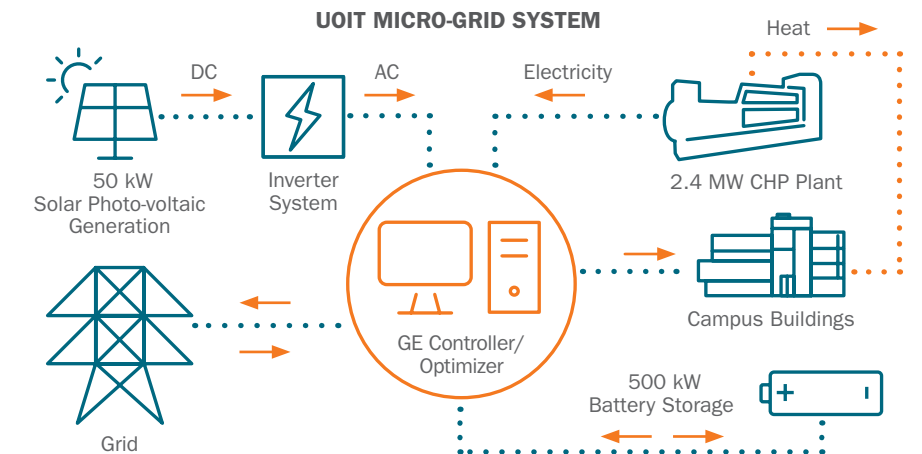 UOIT MICRO-GRID SYSTEM
Heat
DC
AC
Electricity
50 kW
Solar Photo-voltaic
Generation
Inverter
System
2.4 MW CHP Plant
GE Controller/
Optimizer
Campus Buildings
Grid
500 kW
Battery Storage
+ -